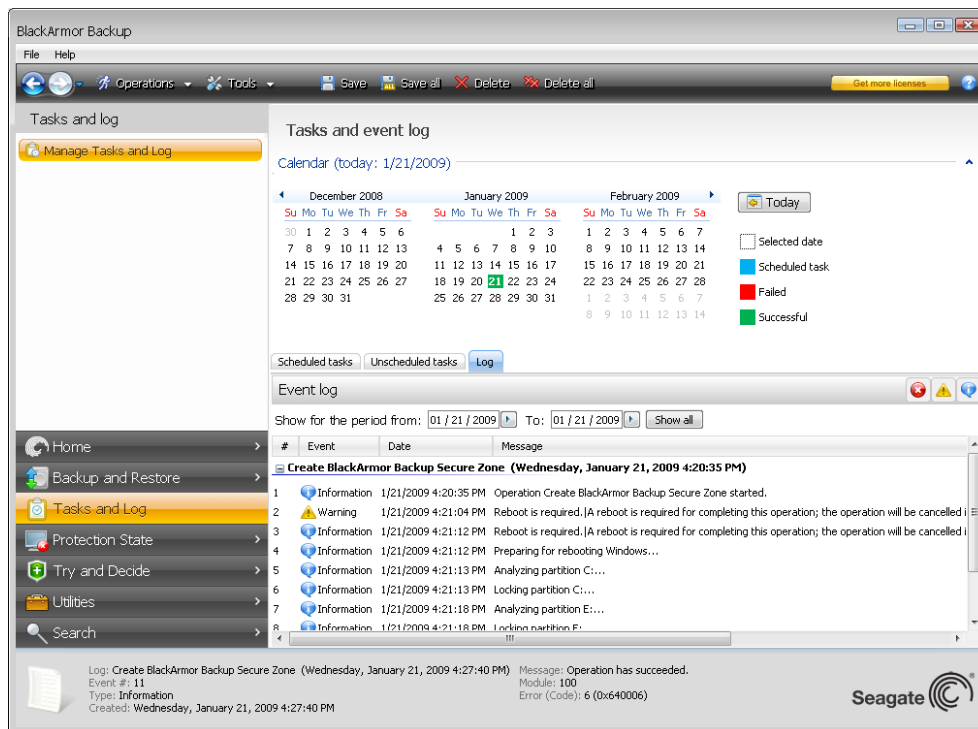 BlackArmor Backup
File Help
Operations Tools Save Save all Delete Delete all Get more licenses ?
Tasks and log
Manage Tasks and Log
Tasks and event log
Calendar (today: 1/21/2009)
December 2008 January 2009 February 2009
Su Mo Tu We Th Fr Sa Su Mo Tu We Th Fr Sa Su Mo Tu We Th Fr Sa
30 1 2 3 4 5 6 1 2 3 1 2 3 4 5 6 7
7 8 9 10 11 12 13 4 5 6 7 8 9 10 8 9 10 11 12 13 14
14 15 16 17 18 19 20 11 12 13 14 15 16 17 15 16 17 18 19 20 21
21 22 23 24 25 26 27 18 19 20 21 22 23 24 22 23 24 25 26 27 28
28 29 30 31 25 26 27 28 29 30 31 1 2 3 4 5 6 7
8 9 10 11 12 13 14
Today
Selected date
Scheduled task
Failed
Successful
Scheduled tasks Unscheduled tasks Log
Event log
Show for the period from: 01 / 21 / 2009 To: 01 / 21 / 2009 Show all
# Event Date Message
Create BlackArmor Backup Secure Zone (Wednesday, January 21, 2009 4:20:35 PM)
1 Information 1/21/2009 4:20:35 PM Operation Create BlackArmor Backup Secure Zone started.
2 Warning 1/21/2009 4:21:04 PM Reboot is required.|A reboot is required for completing this operation; the operation will be cancelled i
3 Information 1/21/2009 4:21:12 PM Reboot is required.|A reboot is required for completing this operation; the operation will be cancelled i
4 Information 1/21/2009 4:21:12 PM Preparing for rebooting Windows...
5 Information 1/21/2009 4:21:13 PM Analyzing partition C:...
6 Information 1/21/2009 4:21:13 PM Locking partition C:...
7 Information 1/21/2009 4:21:18 PM Analyzing partition E:...
8 Information 1/21/2009 4:21:18 PM Locking partition E:
Home
Backup and Restore
Tasks and Log
Protection State
Try and Decide
Utilities
Search
Log: Create BlackArmor Backup Secure Zone (Wednesday, January 21, 2009 4:27:40 PM)
Event #: 11
Type: Information
Created: Wednesday, January 21, 2009 4:27:40 PM
Message: Operation has succeeded.
Module: 100
Error (Code): 6 (0x640006)
Seagate